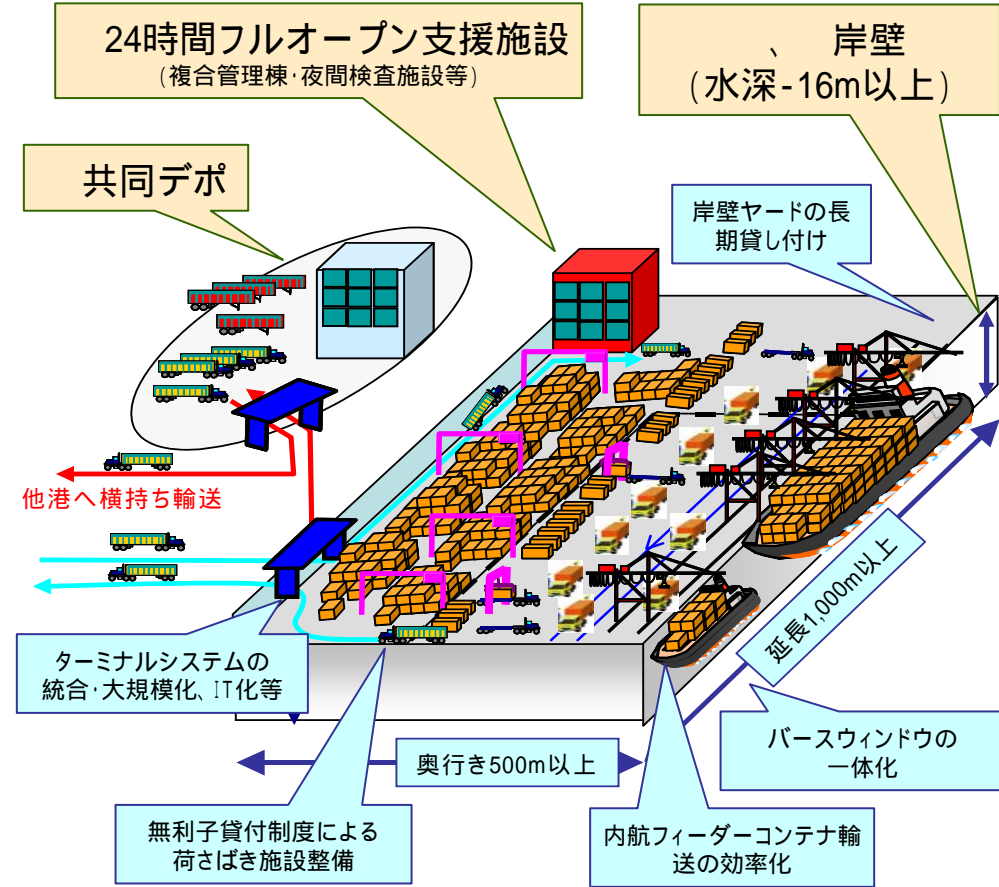 24時間フルオープン支援施設
(複合管理棟･夜間検査施設等)
、　岸壁
(水深-16m以上)
共同デポ
岸壁ヤードの長
期貸し付け
他港へ横持ち輸送
ターミナルシステムの
統合･大規模化、IT化等
延長1,000m以上
奥行き500m以上
バースウィンドウの
一体化
無利子貸付制度による
荷さばき施設整備
内航フィーダーコンテナ輸
送の効率化